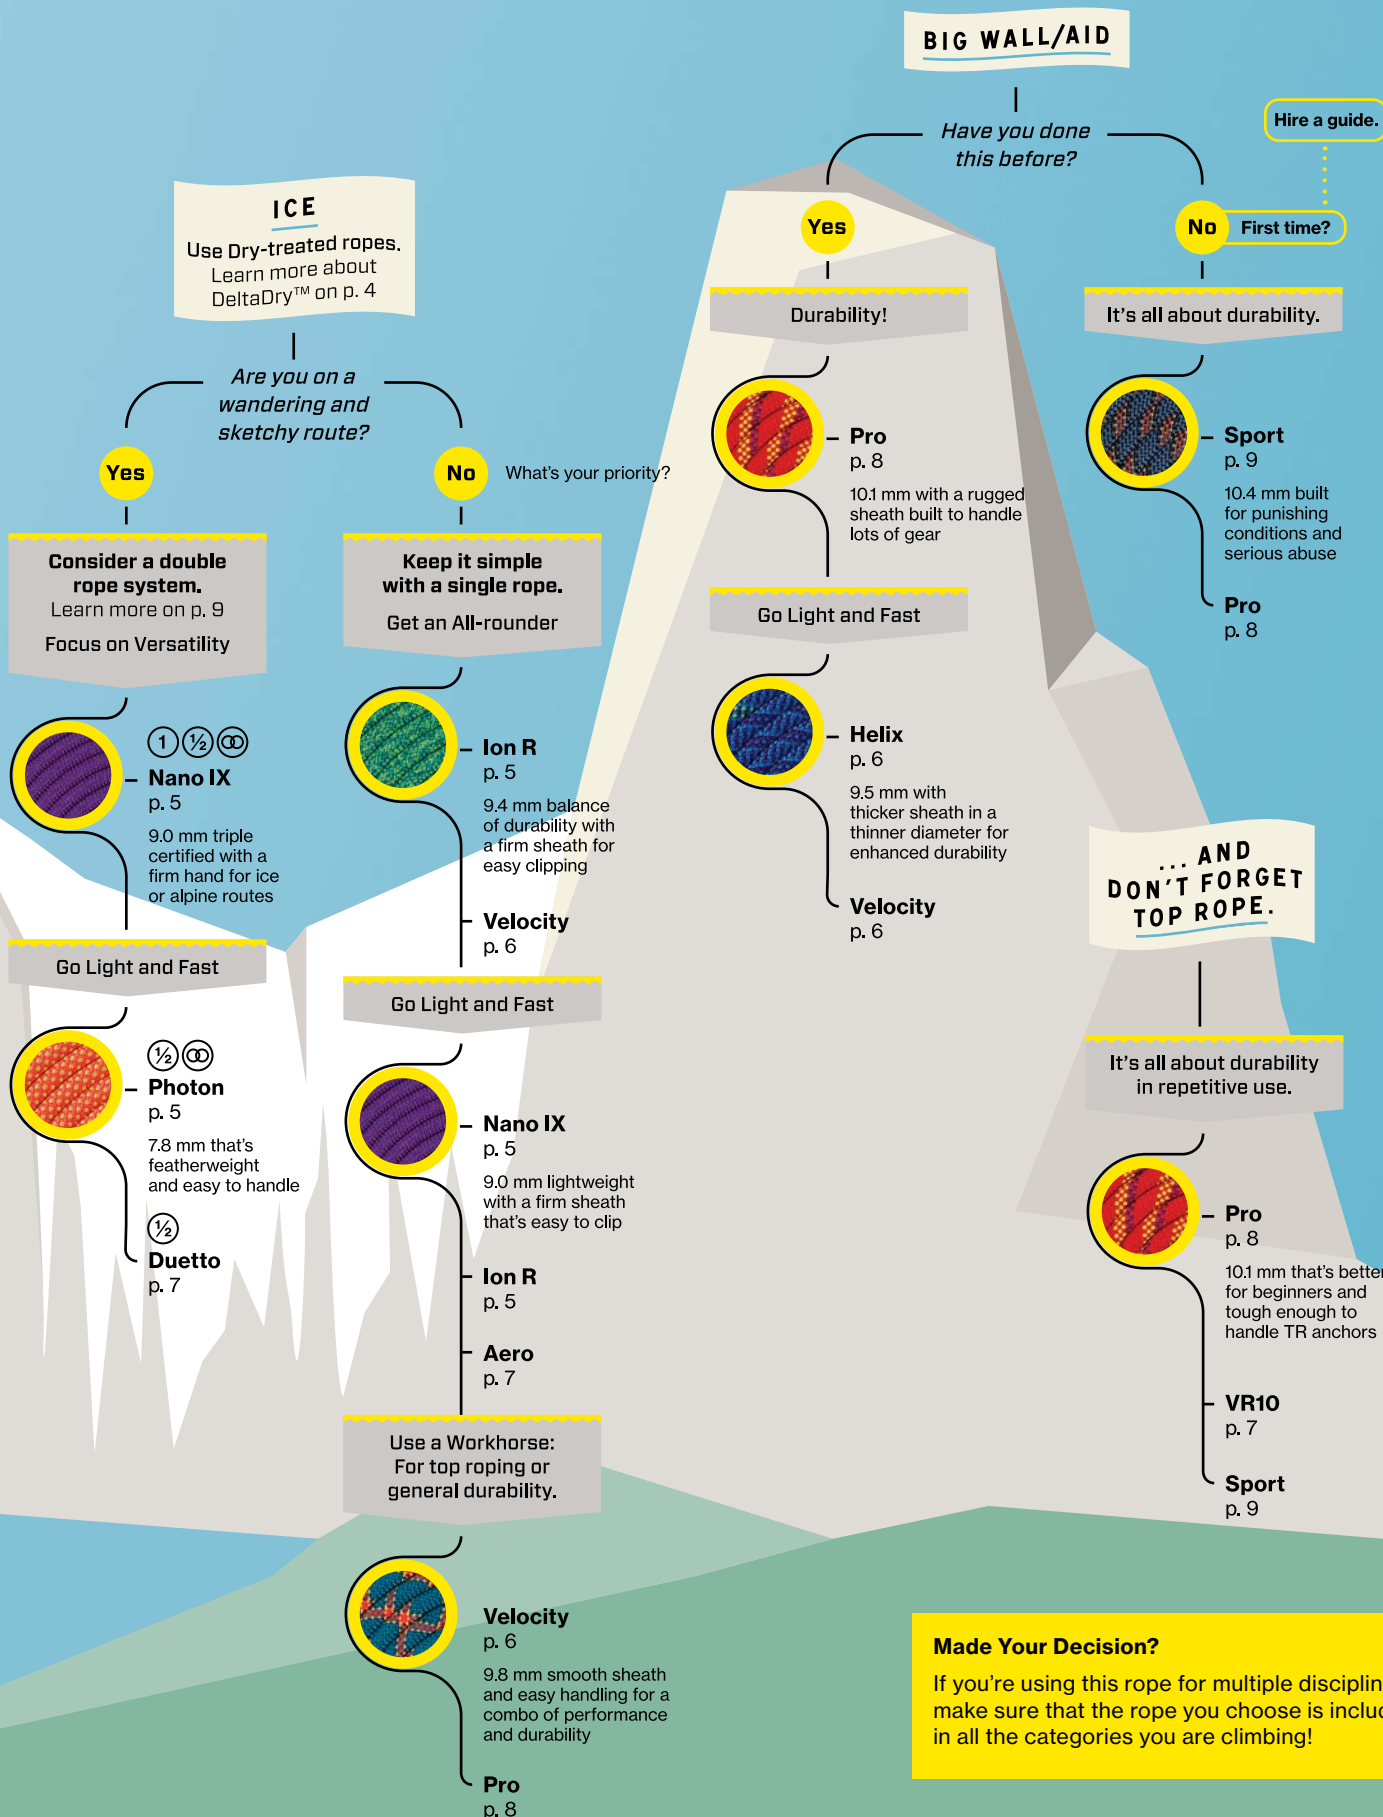 ICE
Use Dry-treated ropes.
Learn more about
DeltaDry™ on p. 4
Are you on a
wandering and
sketchy route?
Yes
Consider a double
rope system.
Learn more on p. 9
Focus on Versatility
1 ½
Nano IX
p. 5
9.0 mm triple
certified with a
firm hand for ice
or alpine routes
Go Light and Fast
½
Photon
p. 5
7.8 mm that's
featherweight
and easy to handle
½
Duetto
p. 7
No
What's your priority?
Keep it simple
with a single rope.
Get an All-rounder
Ion R
p. 5
9.4 mm balance
of durability with
a firm sheath for
easy clipping
Velocity
p. 6
Go Light and Fast
Nano IX
p. 5
9.0 mm lightweight
with a firm sheath
that's easy to clip
Ion R
p. 5
Aero
p. 7
Use a Workhorse:
For top roping or
general durability.
Velocity
p. 6
9.8 mm smooth sheath
and easy handling for a
combo of performance
and durability
Pro
p. 8
BIG WALL/AID
Have you done
this before?
Yes
Durability!
Pro
p. 8
10.1 mm with a rugged
sheath built to handle
lots of gear
Go Light and Fast
Helix
p. 6
9.5 mm with
thicker sheath in a
thinner diameter for
enhanced durability
Velocity
p. 6
No
First time?
Hire a guide.
It's all about durability.
Sport
p. 9
10.4 mm built
for punishing
conditions and
serious abuse
Pro
p. 8
... AND
DON'T FORGET
TOP ROPE.
It's all about durability
in repetitive use.
Pro
p. 8
10.1 mm that's better
for beginners and
tough enough to
handle TR anchors
VR10
p. 7
Sport
p. 9
Made Your Decision?
If you're using this rope for multiple disciplin
make sure that the rope you choose is includ
in all the categories you are climbing!